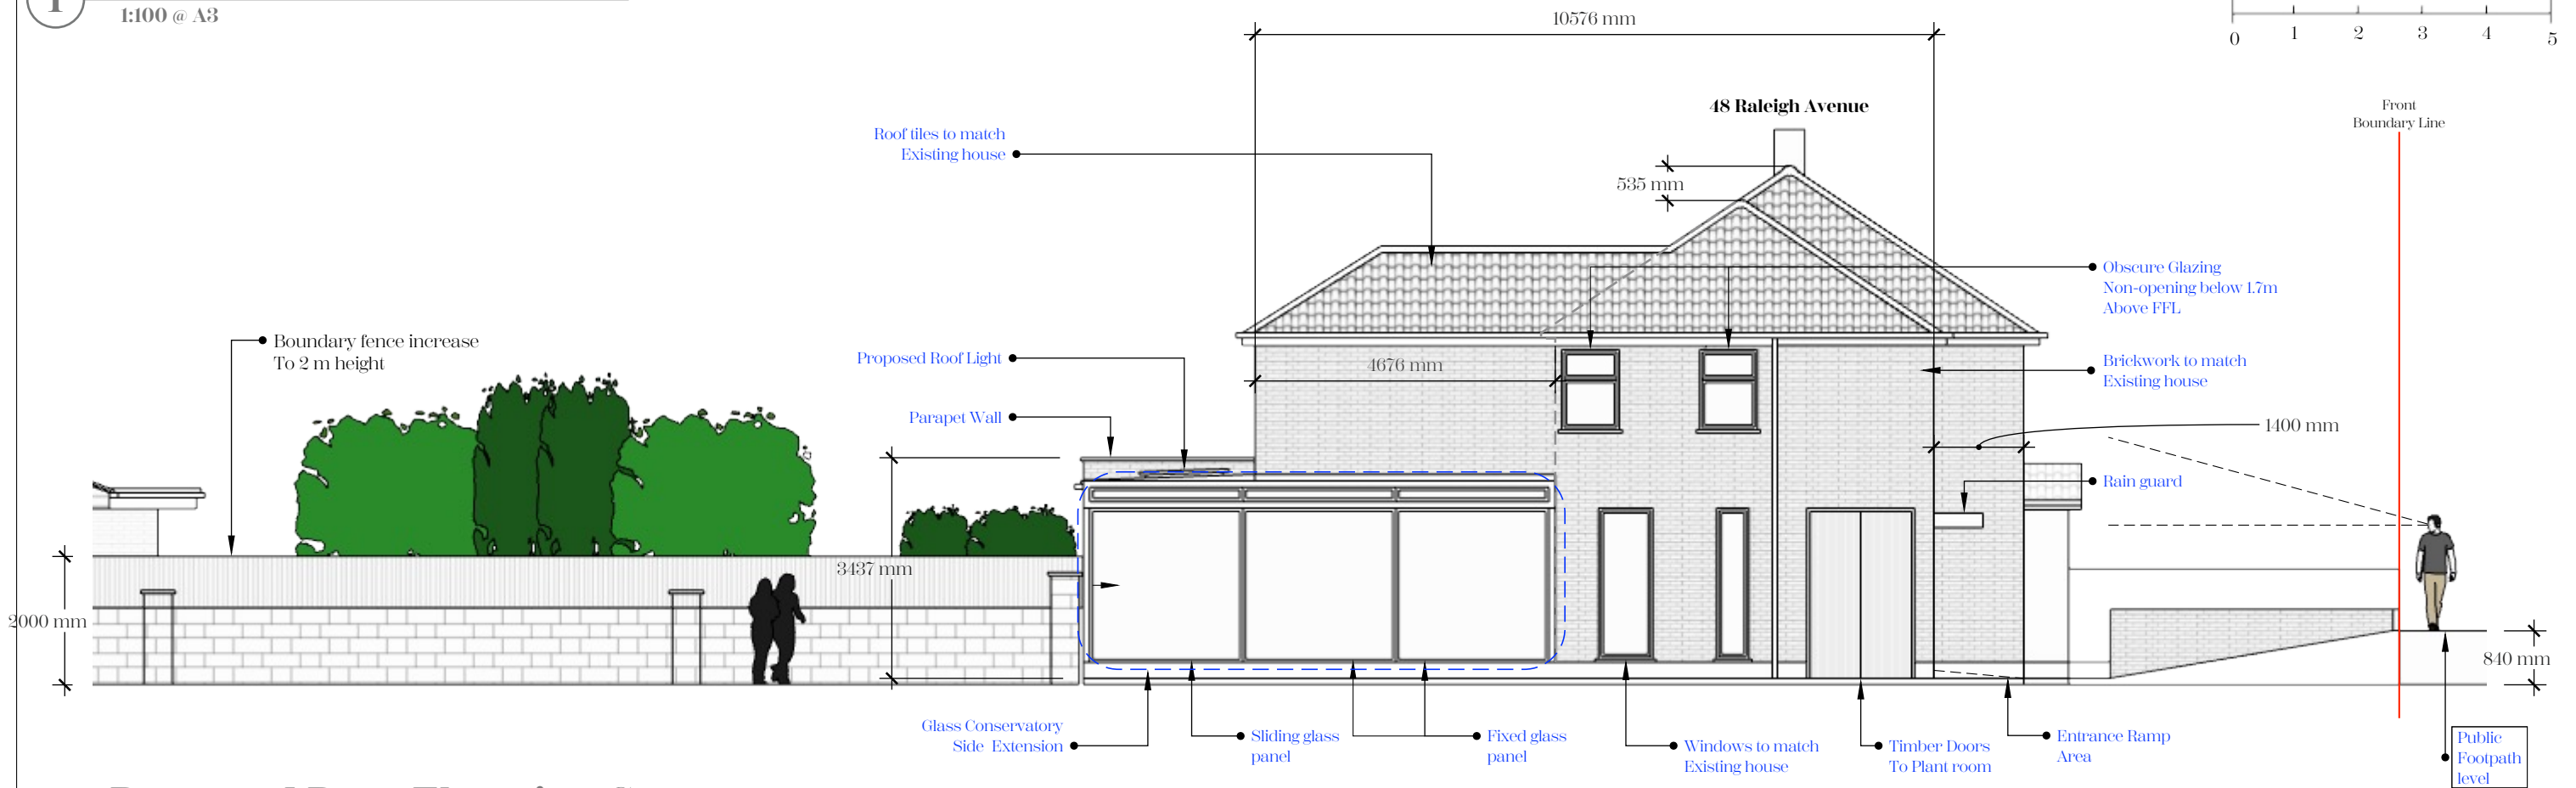 1:100 @ A3
10576 mm
0 1 2 3 4 5
48 Raleigh Avenue
Front
Boundary Line
Roof tiles to match
Existing house
535 mm
Obscure Glazing
Non-opening below 1.7m
Above FFL
Boundary fence increase
To 2 m height
Proposed Roof Light
4676 mm
Brickwork to match
Existing house
Parapet Wall
1400 mm
Rain guard
3437 mm
2000 mm
840 mm
Glass Conservatory
Side Extension
Sliding glass
panel
Fixed glass
panel
Windows to match
Existing house
Timber Doors
To Plant room
Entrance Ramp
Area
Public
Footpath
level